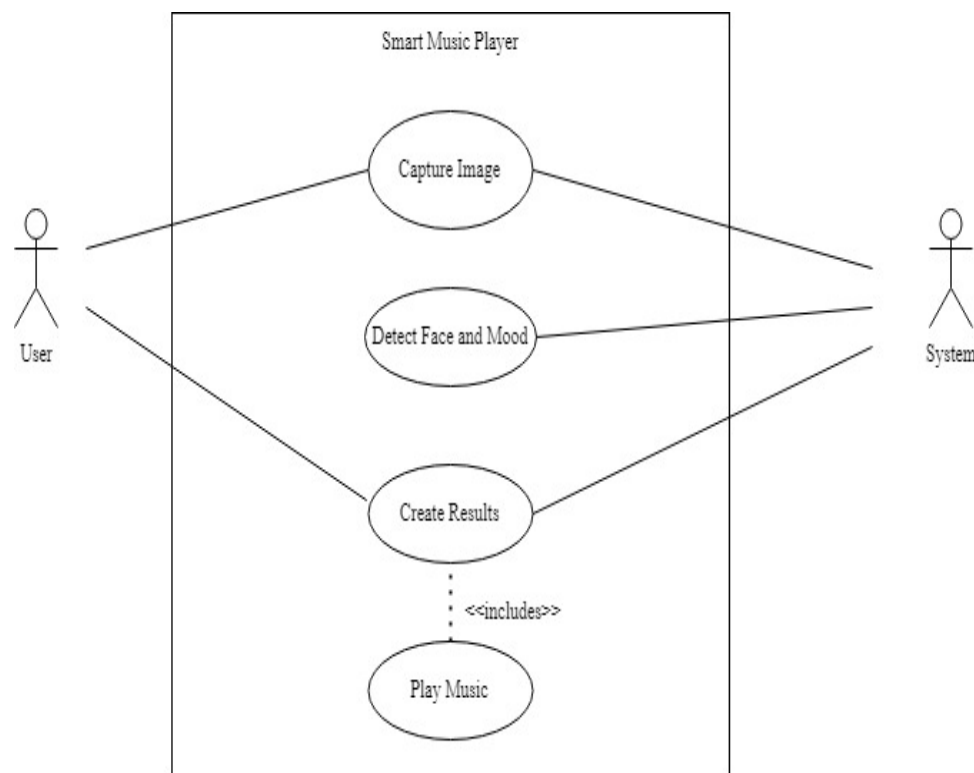 Smart Music Player
Capture Image
Detect Face and Mood
User
System
Create Results
<<includes>>
Play Music